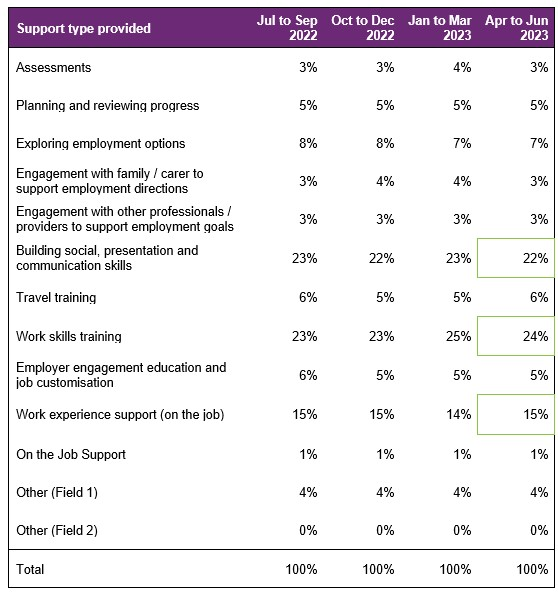 Support type provided Jul to Sep 2022 Oct to Dec 2022 Jan to Mar 2023 Apr to Jun 2023
Assessments 3% 3% 4% 3%
Planning and reviewing progress 5% 5% 5% 5%
Exploring employment options 8% 8% 7% 7%
Engagement with family / carer to
support employment directions 3% 4% 4% 3%
Engagement with other professionals /
providers to support employment goals 3% 3% 3% 3%
Building social, presentation and
communication skills 23% 22% 23% 22%
Travel training 6% 5% 5% 6%
Work skills training 23% 23% 25% 24%
Employer engagement education and
job customisation 6% 5% 5% 5%
Work experience support (on the job) 15% 15% 14% 15%
On the Job Support 1% 1% 1% 1%
Other (Field 1) 4% 4% 4% 4%
Other (Field 2) 0% 0% 0% 0%
Total 100% 100% 100% 100%